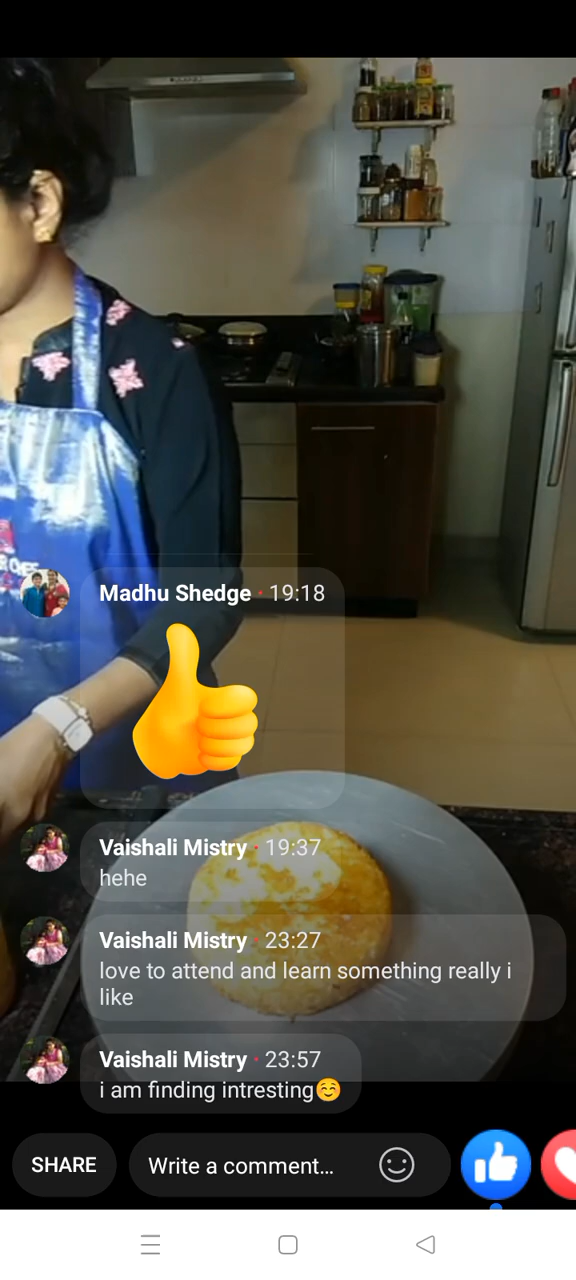 Madhu Shedge · 19:18
Vaishali Mistry · 19:37
hehe
Vaishali Mistry · 23:27
love to attend and learn something really i
like
Vaishali Mistry · 23:57
i am finding intresting☺️
SHARE
Write a comment...